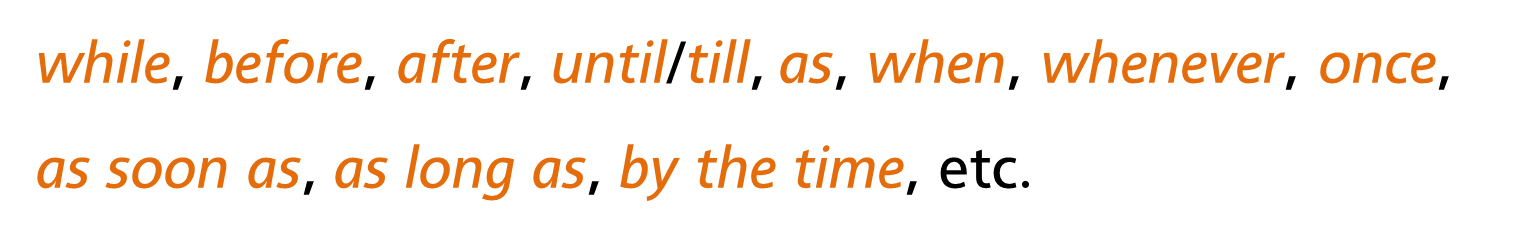 while, before, after, until/till, as, when, whenever, once,
as soon as, as long as, by the time, etc.